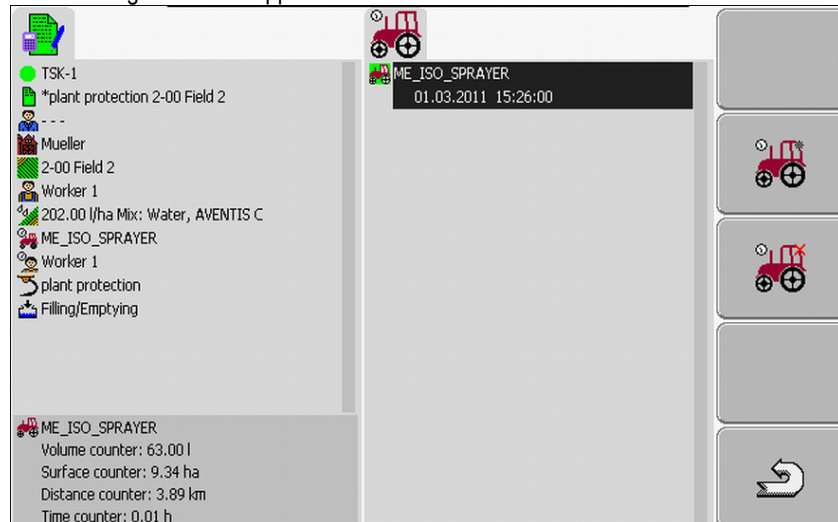 TSK-1
*plant protection 2-00 Field 2
---
Mueller
2-00 Field 2
Worker 1
202.00 l/ha Mix: Water, AVENTIS C
ME_ISO_SPRAYER
Worker 1
plant protection
Filling/Emptying
ME_ISO_SPRAYER
Volume counter: 63.00 l
Surface counter: 9.34 ha
Distance counter: 3.89 km
Time counter: 0.01 h
ME_ISO_SPRAYER
01.03.2011 15:26:00